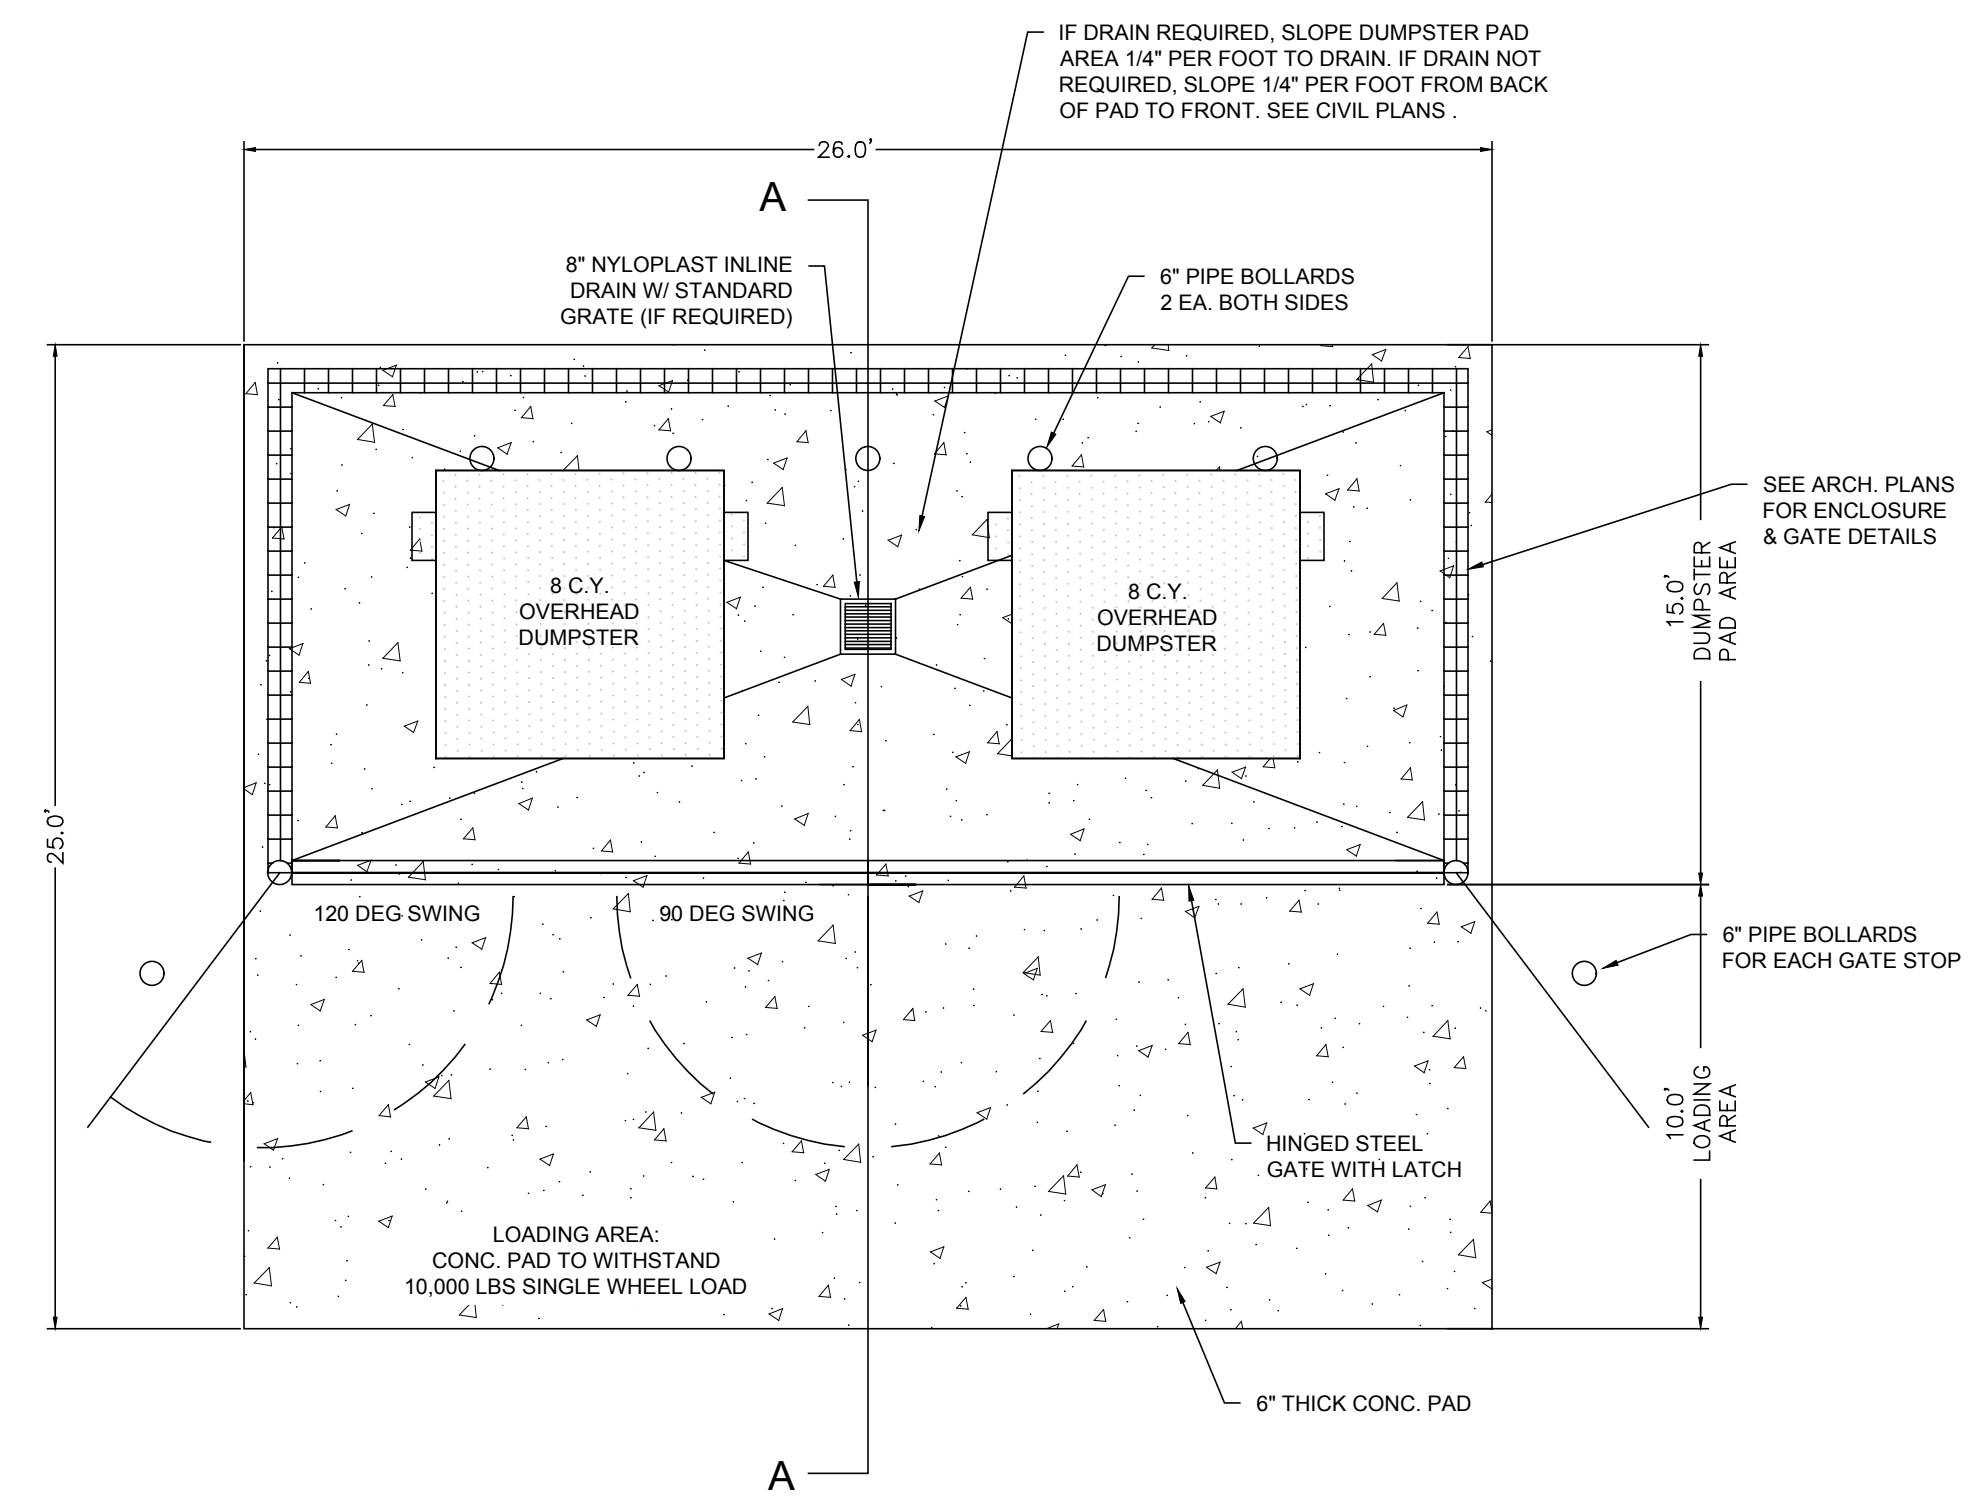 IF DRAIN REQUIRED, SLOPE DUMPSTER PAD
AREA 1/4" PER FOOT TO DRAIN. IF DRAIN NOT
REQUIRED, SLOPE 1/4" PER FOOT FROM BACK
OF PAD TO FRONT. SEE CIVIL PLANS .
26.0'
A
8" NYLOPLAST INLINE
DRAIN W/ STANDARD
GRATE (IF REQUIRED)
6" PIPE BOLLARDS
2 EA. BOTH SIDES
SEE ARCH. PLANS
FOR ENCLOSURE
& GATE DETAILS
8 C.Y.
OVERHEAD
DUMPSTER
8 C.Y.
OVERHEAD
DUMPSTER
15.0'
DUMPSTER
PAD AREA
25.0'
120 DEG SWING
90 DEG SWING
6" PIPE BOLLARDS
FOR EACH GATE STOP
10.0'
LOADING
AREA
HINGED STEEL
GATE WITH LATCH
LOADING AREA:
CONC. PAD TO WITHSTAND
10,000 LBS SINGLE WHEEL LOAD
6" THICK CONC. PAD
A